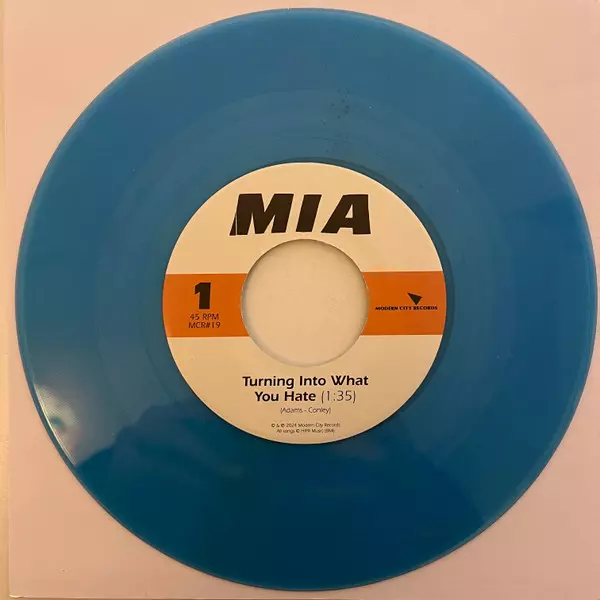 MIA
1
45 RPM
MCR#19
MODERN CITY RECORDS
Turning Into What
You Hate (1:35)
(Adams - Conley)
Modern City Records
All songs © HPR Music (BMI)